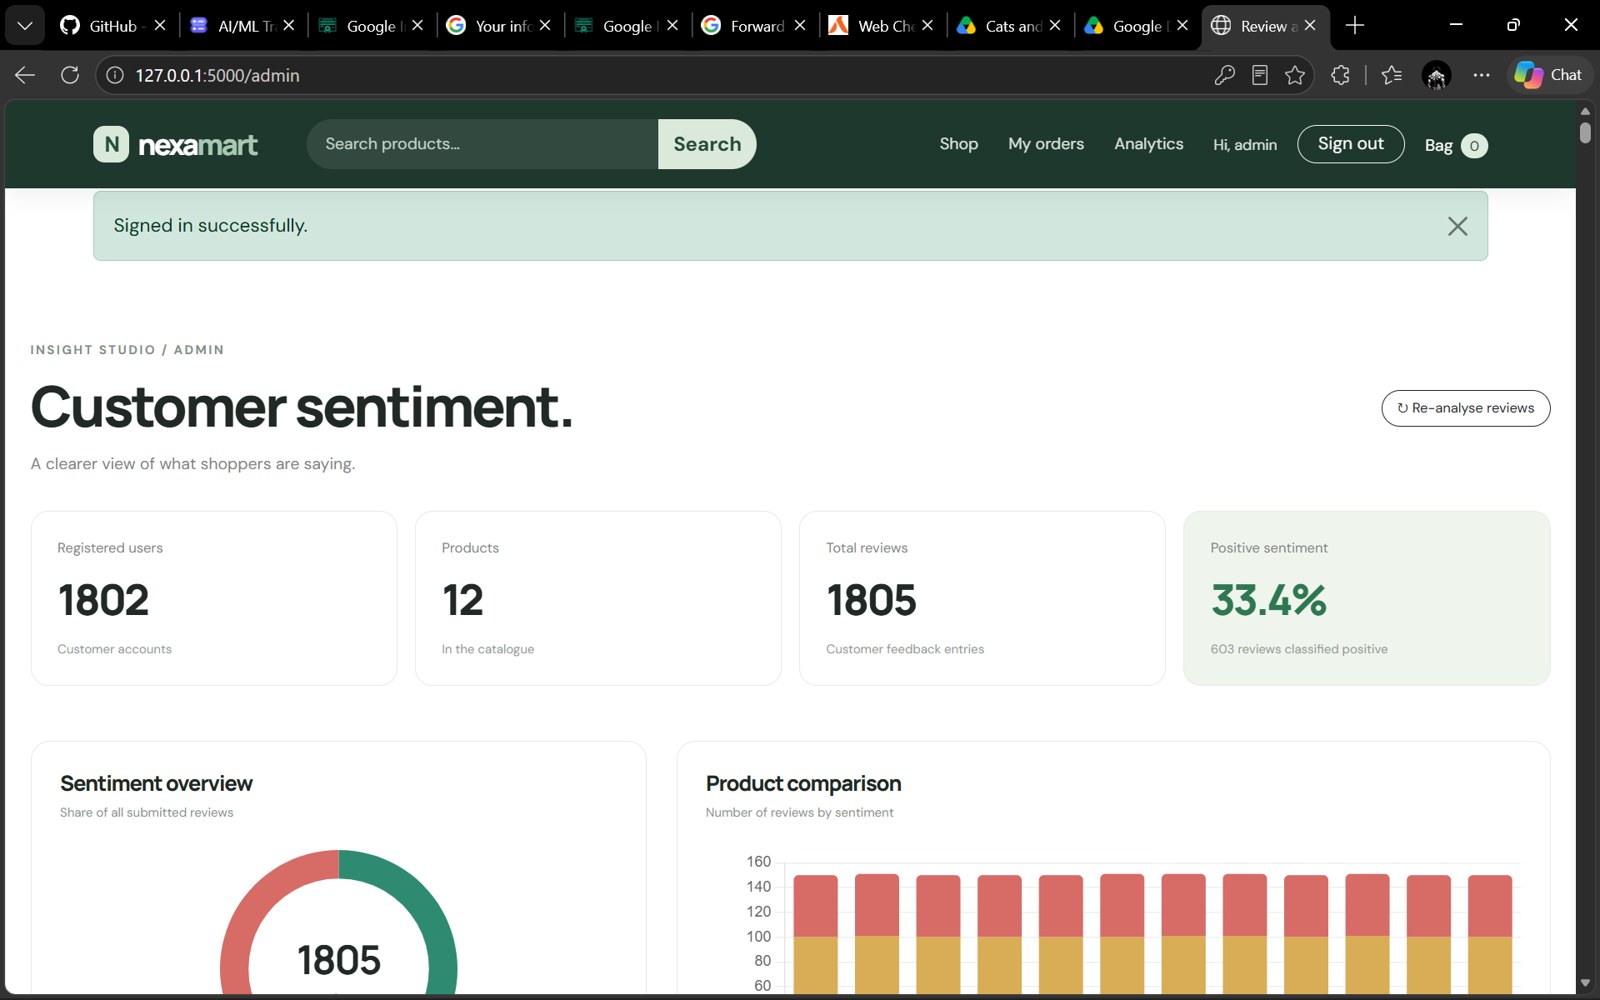 GitHub -
AI/ML Tr
Google I
Your info
Google I
Forward
Web Che
Cats and
Google D
Review a
127.0.0.1:5000/admin
Chat
N nexamart
Search products...
Search
Shop
My orders
Analytics
Hi, admin
Sign out
Bag 0
Signed in successfully.
INSIGHT STUDIO / ADMIN
Customer sentiment.
↻ Re-analyse reviews
A clearer view of what shoppers are saying.
Registered users
1802
Customer accounts
Products
12
In the catalogue
Total reviews
1805
Customer feedback entries
Positive sentiment
33.4%
603 reviews classified positive
Sentiment overview
Share of all submitted reviews
1805
Product comparison
Number of reviews by sentiment
160
140
120
100
80
60